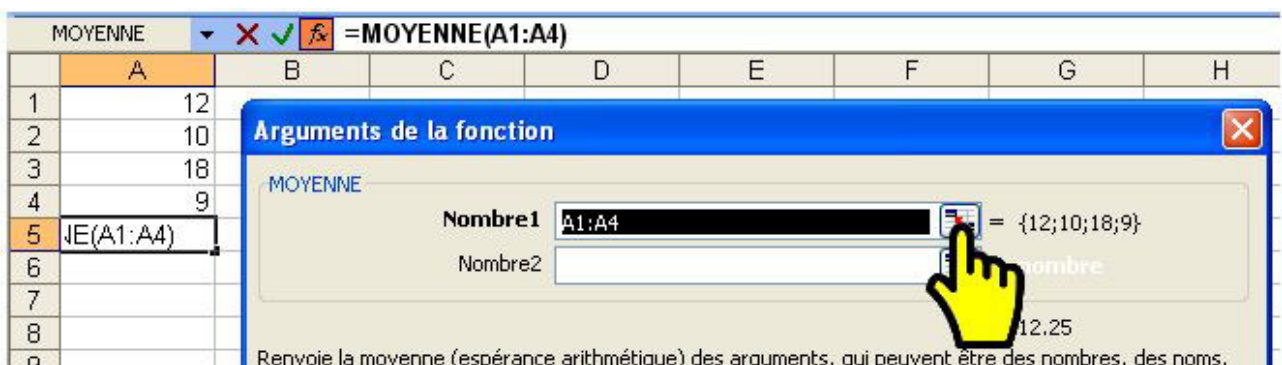 MOYENNE =MOYENNE(A1:A4)
A B C D E F G H
1 12
2 10
3 18
4 9
5 NE(A1:A4)
6
7
8
Arguments de la fonction
MOYENNE
Nombre1 A1:A4 = {12;10;18;9}
Nombre2 nombre
12.25
Renvoie la moyenne (espérance arithmétique) des arguments, qui peuvent être des nombres, des noms,